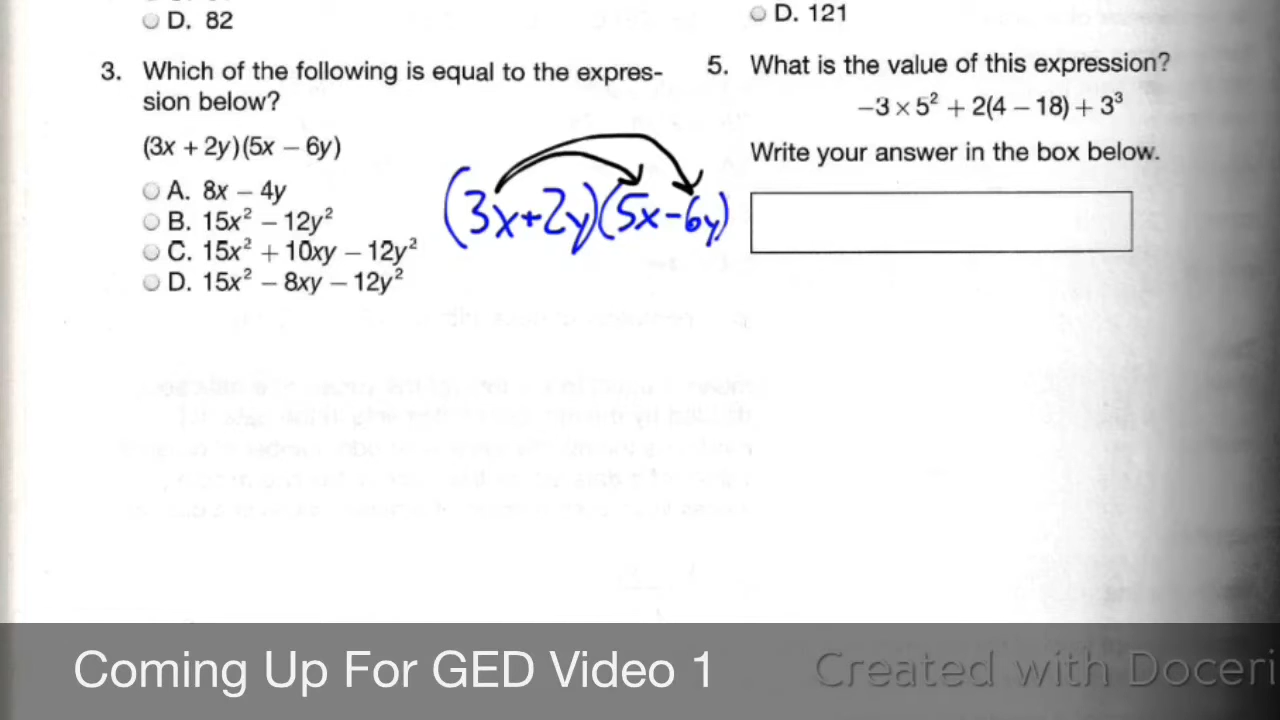 D. 82
3. Which of the following is equal to the expres-
sion below?
(3x + 2y)(5x – 6y)
A. 8x – 4y
B. 15x² – 12y²
C. 15x² + 10xy – 12y²
D. 15x² – 8xy – 12y²
(3x+2y)(5x-6y)
D. 121
5. What is the value of this expression?
–3 × 5² + 2(4 – 18) + 3³
Write your answer in the box below.
Coming Up For GED Video 1
Created with Doceri